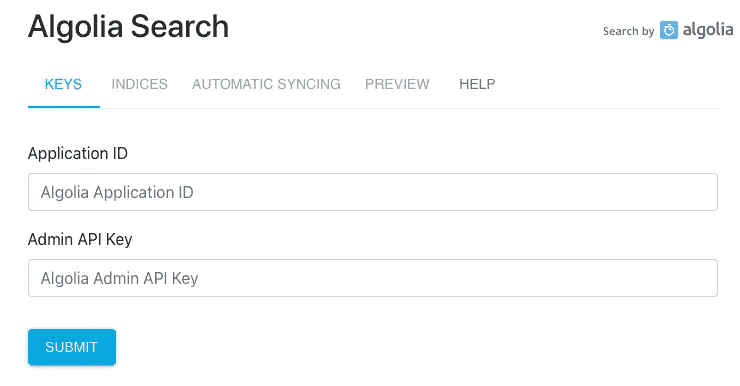 Algolia Search
Search by algolia
KEYS INDICES AUTOMATIC SYNCING PREVIEW HELP
Application ID
Algolia Application ID
Admin API Key
Algolia Admin API Key
SUBMIT